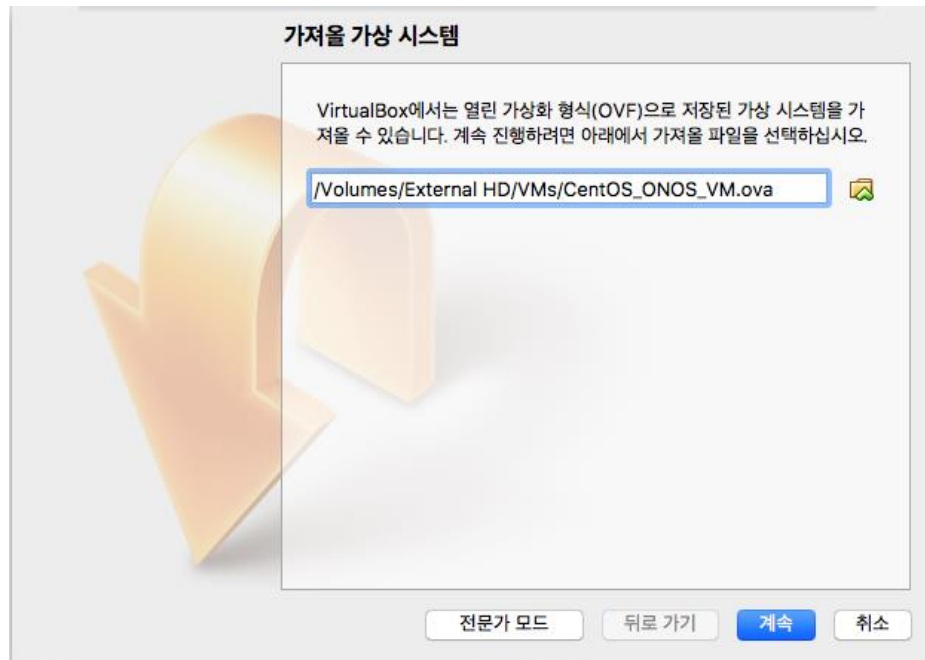 가져올 가상 시스템
VirtualBox에서는 열린 가상화 형식(OVF)으로 저장된 가상 시스템을 가
져올 수 있습니다. 계속 진행하려면 아래에서 가져올 파일을 선택하십시오.
/Volumes/External HD/VMs/CentOS_ONOS_VM.ova
전문가 모드 뒤로 가기 계속 취소